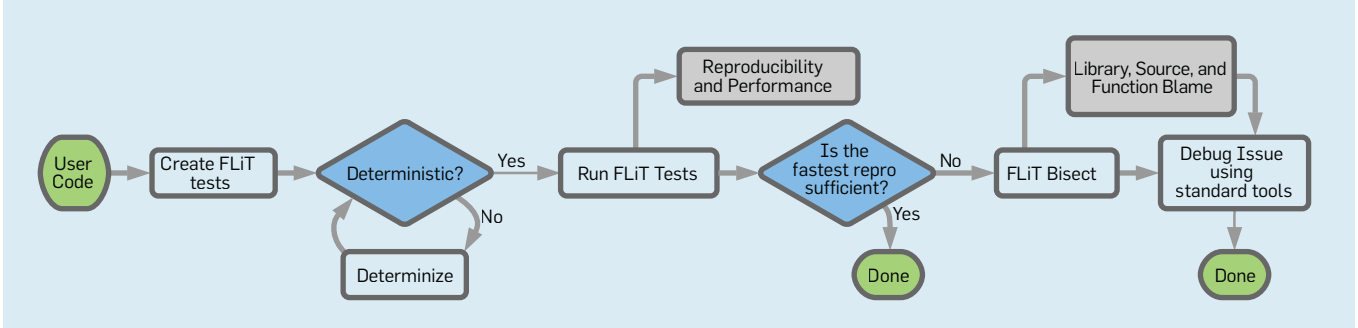 User
Code
Create FLiT
tests
Deterministic?
Yes
No
Determinize
Run FLiT Tests
Reproducibility
and Performance
Is the
fastest repro
sufficient?
Yes
Done
No
FLiT Bisect
Library, Source, and
Function Blame
Debug Issue
using
standard tools
Done